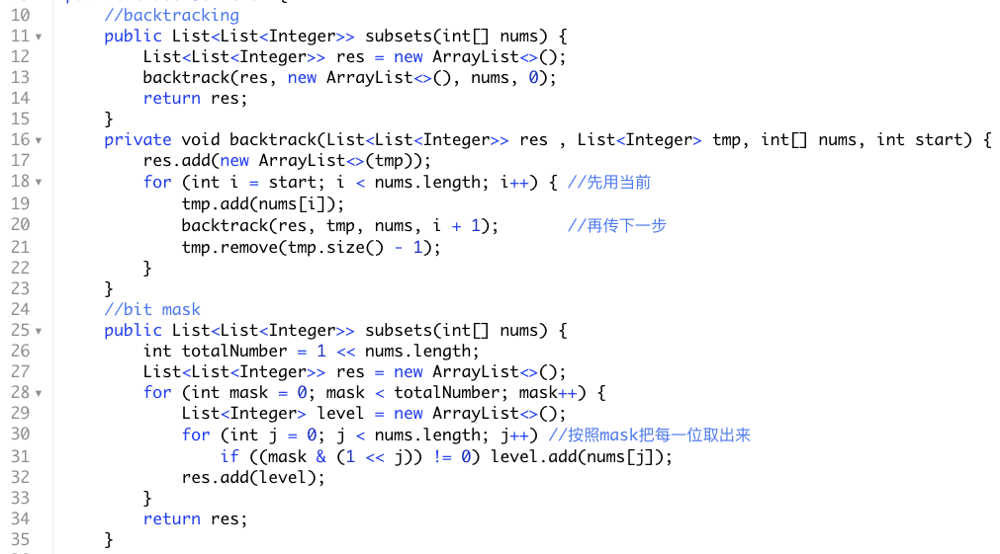 10 //backtracking
11 public List<List<Integer>> subsets(int[] nums) {
12 List<List<Integer>> res = new ArrayList<>();
13 backtrack(res, new ArrayList<>(), nums, 0);
14 return res;
15 }
16 private void backtrack(List<List<Integer>> res , List<Integer> tmp, int[] nums, int start) {
17 res.add(new ArrayList<>(tmp));
18 for (int i = start; i < nums.length; i++) { //先用当前
19 tmp.add(nums[i]);
20 backtrack(res, tmp, nums, i + 1); //再传下一步
21 tmp.remove(tmp.size() - 1);
22 }
23 }
24 //bit mask
25 public List<List<Integer>> subsets(int[] nums) {
26 int totalNumber = 1 << nums.length;
27 List<List<Integer>> res = new ArrayList<>();
28 for (int mask = 0; mask < totalNumber; mask++) {
29 List<Integer> level = new ArrayList<>();
30 for (int j = 0; j < nums.length; j++) //按照mask把每一位取出来
31 if ((mask & (1 << j)) != 0) level.add(nums[j]);
32 res.add(level);
33 }
34 return res;
35 }